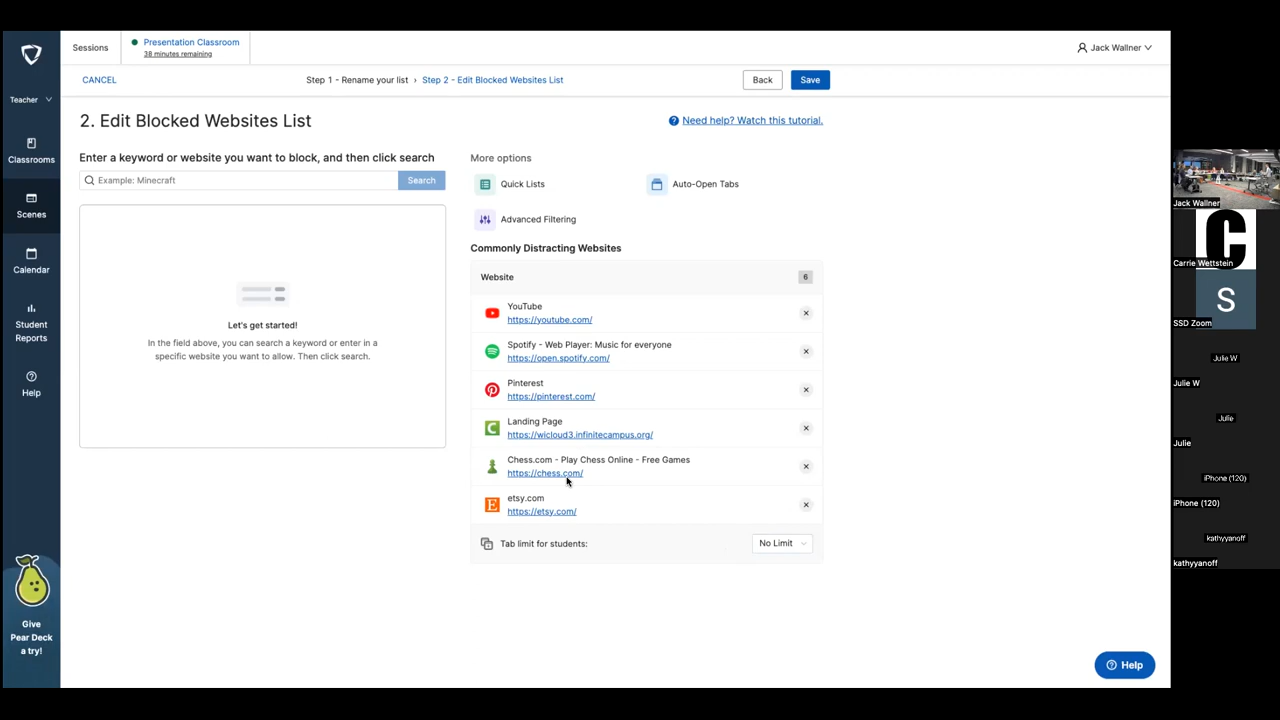 Sessions
Presentation Classroom
38 minutes remaining
Jack Wallner
CANCEL
Step 1 - Rename your list › Step 2 - Edit Blocked Websites List
Back
Save
Teacher
Classrooms
Scenes
Calendar
Student
Reports
Help
Give
Pear Deck
a try!
2. Edit Blocked Websites List
Need help? Watch this tutorial.
Enter a keyword or website you want to block, and then click search
Example: Minecraft
Search
Let's get started!
In the field above, you can search a keyword or enter in a
specific website you want to allow. Then click search.
More options
Quick Lists
Auto-Open Tabs
Advanced Filtering
Commonly Distracting Websites
Website
6
YouTube
https://youtube.com/
Spotify - Web Player: Music for everyone
https://open.spotify.com/
Pinterest
https://pinterest.com/
Landing Page
https://wicloud3.infinitecampus.org/
Chess.com - Play Chess Online - Free Games
https://chess.com/
etsy.com
https://etsy.com/
Tab limit for students:
No Limit
Help
Jack Wallner
C
Carrie Wettstein
S
SSD Zoom
Julie W
Julie W
Julie
Julie
iPhone (120)
iPhone (120)
kathyyanoff
kathyyanoff